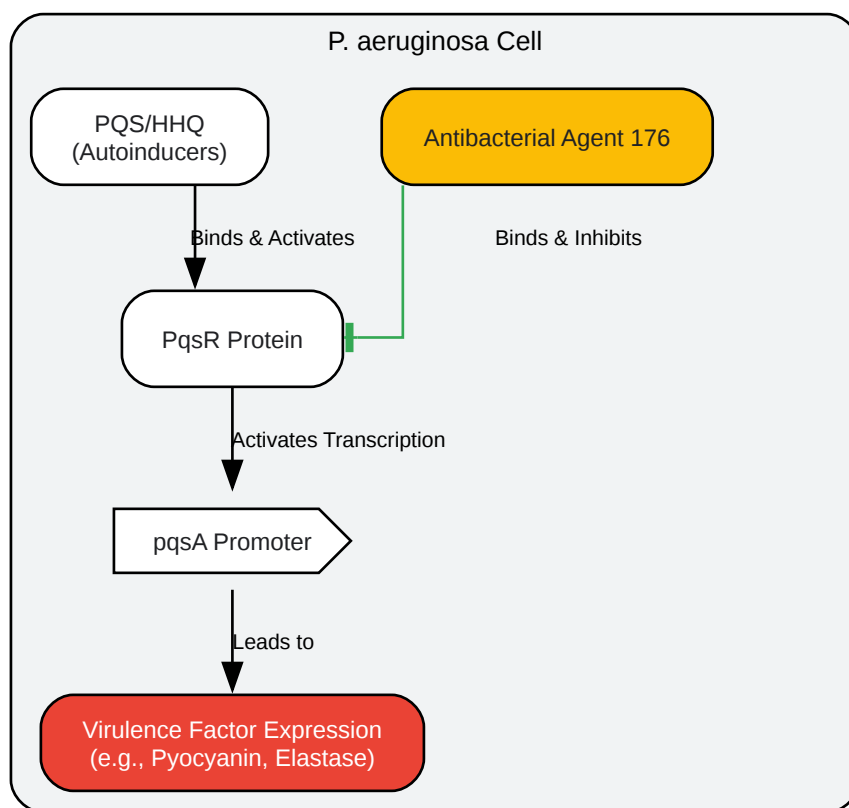 P. aeruginosa Cell
PQS/HHQ
(Autoinducers)
Antibacterial Agent 176
Binds & Activates
Binds & Inhibits
PqsR Protein
Activates Transcription
pqsA Promoter
Leads to
Virulence Factor Expression
(e.g., Pyocyanin, Elastase)